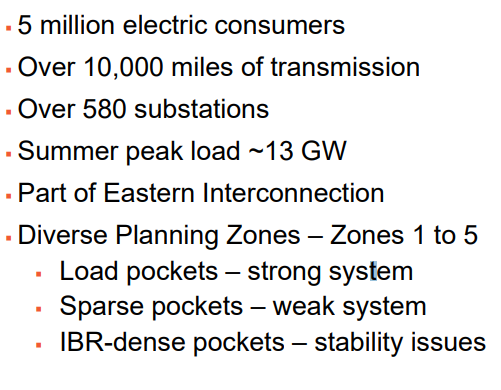 ▪ 5 million electric consumers
▪ Over 10,000 miles of transmission
▪ Over 580 substations
▪ Summer peak load ~13 GW
▪ Part of Eastern Interconnection
▪ Diverse Planning Zones – Zones 1 to 5
▪ Load pockets – strong system
▪ Sparse pockets – weak system
▪ IBR-dense pockets – stability issues